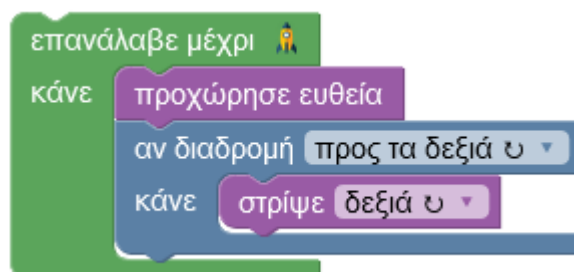 επανάλαβε μέχρι
κάνε προχώρησε ευθεία
αν διαδρομή προς τα δεξιά ↻ ▼
κάνε στρίψε δεξιά ↻ ▼